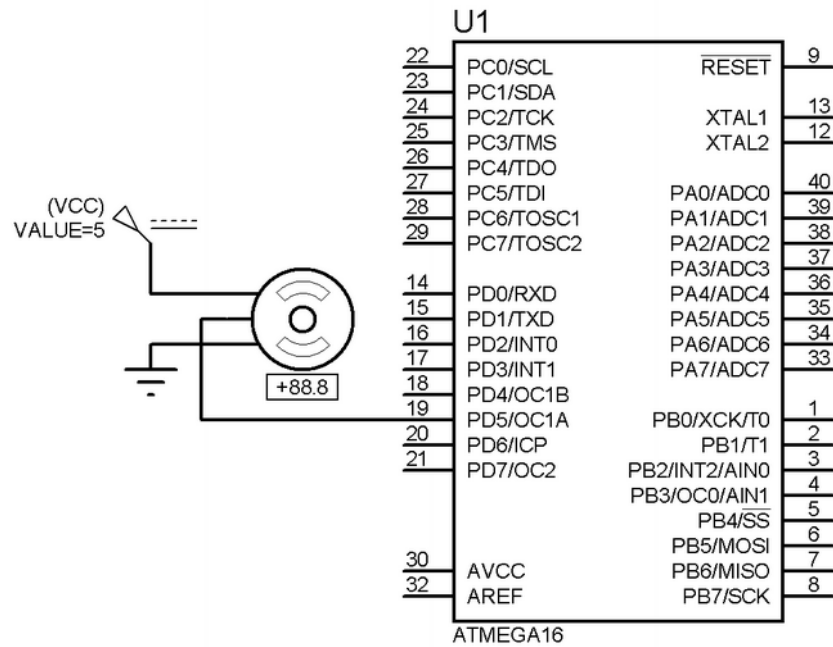 U1
22 PC0/SCL RESET 9
23 PC1/SDA
24 PC2/TCK XTAL1 13
25 PC3/TMS XTAL2 12
26 PC4/TDO
27 PC5/TDI PA0/ADC0 40
28 PC6/TOSC1 PA1/ADC1 39
29 PC7/TOSC2 PA2/ADC2 38
PA3/ADC3 37
14 PD0/RXD PA4/ADC4 36
15 PD1/TXD PA5/ADC5 35
16 PD2/INT0 PA6/ADC6 34
17 PD3/INT1 PA7/ADC7 33
18 PD4/OC1B
19 PD5/OC1A PB0/XCK/T0 1
20 PD6/ICP PB1/T1 2
21 PD7/OC2 PB2/INT2/AIN0 3
PB3/OC0/AIN1 4
PB4/SS 5
PB5/MOSI 6
30 AVCC PB6/MISO 7
32 AREF PB7/SCK 8
ATMEGA16
(VCC)
VALUE=5
+88.8